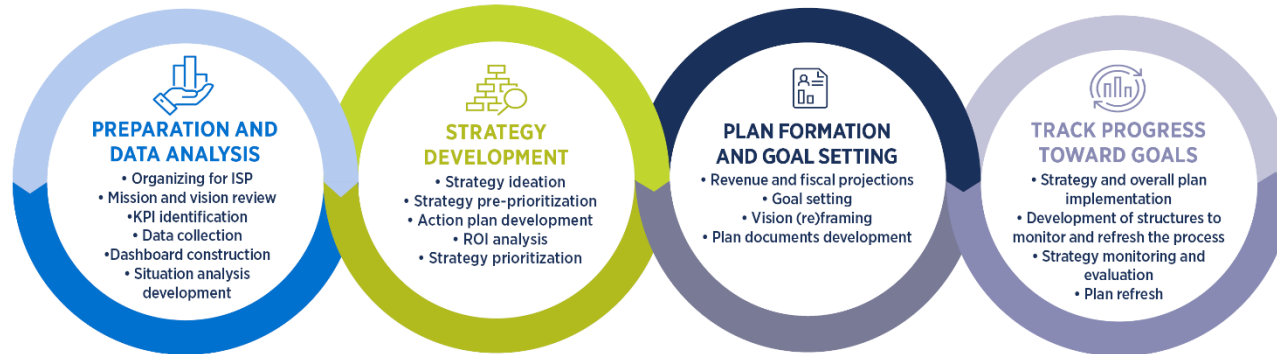 PREPARATION AND
DATA ANALYSIS
• Organizing for ISP
• Mission and vision review
•KPI identification
• Data collection
•Dashboard construction
• Situation analysis
development
STRATEGY
DEVELOPMENT
• Strategy ideation
• Strategy pre-prioritization
• Action plan development
• ROI analysis
• Strategy prioritization
PLAN FORMATION
AND GOAL SETTING
• Revenue and fiscal projections
• Goal setting
• Vision (re)framing
• Plan documents development
TRACK PROGRESS
TOWARD GOALS
• Strategy and overall plan
implementation
• Development of structures to
monitor and refresh the process
• Strategy monitoring and
evaluation
• Plan refresh